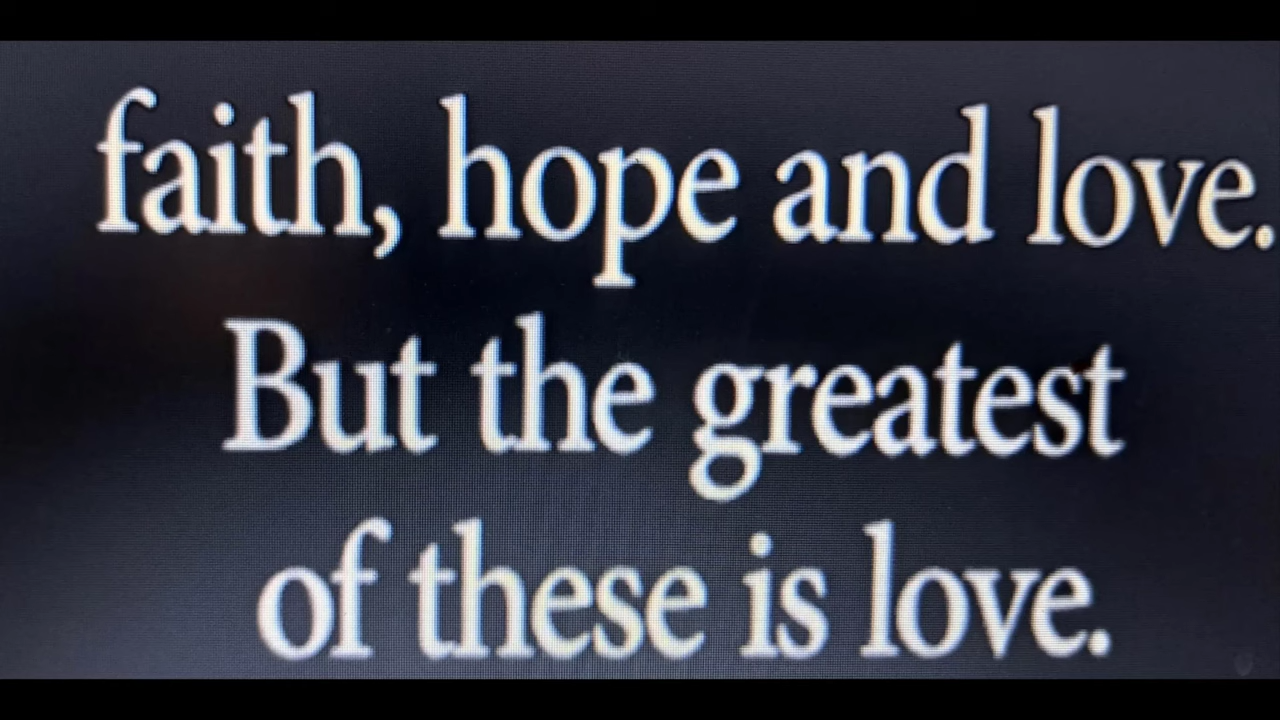 faith, hope and love.
But the greatest
of these is love.